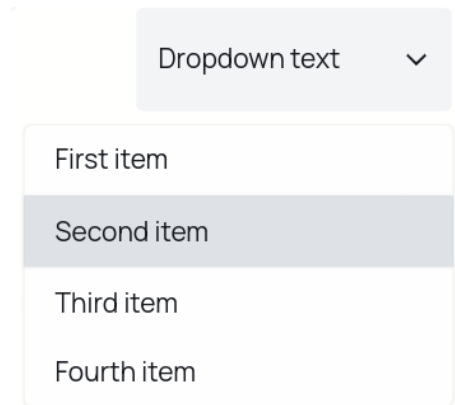 Dropdown text
First item
Second item
Third item
Fourth item